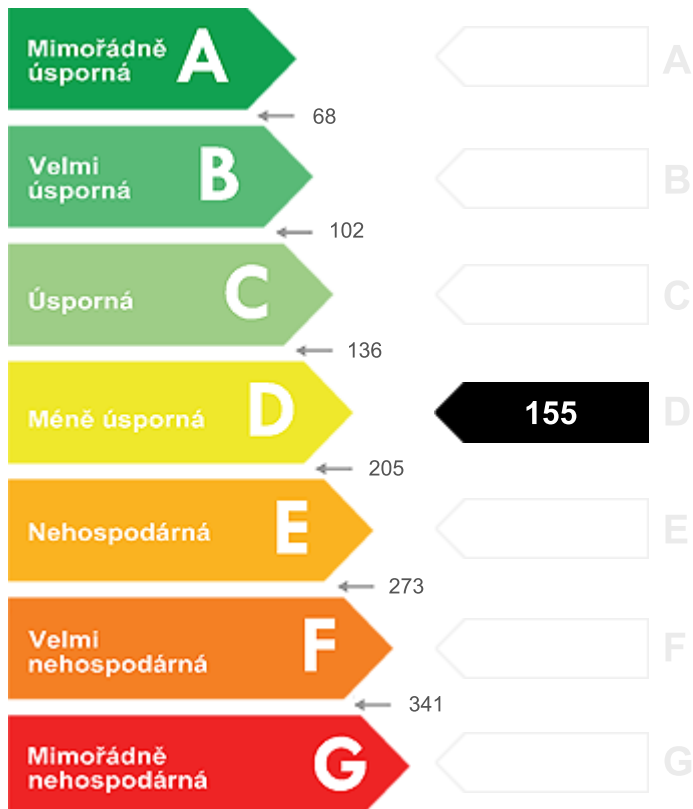 Mimořádně
úsporná
A
A
68
Velmi
úsporná
B
B
102
Úsporná
C
C
136
Méně úsporná
D
155
D
205
Nehospodárná
E
E
273
Velmi
nehospodárná
F
F
341
Mimořádně
nehospodárná
G
G